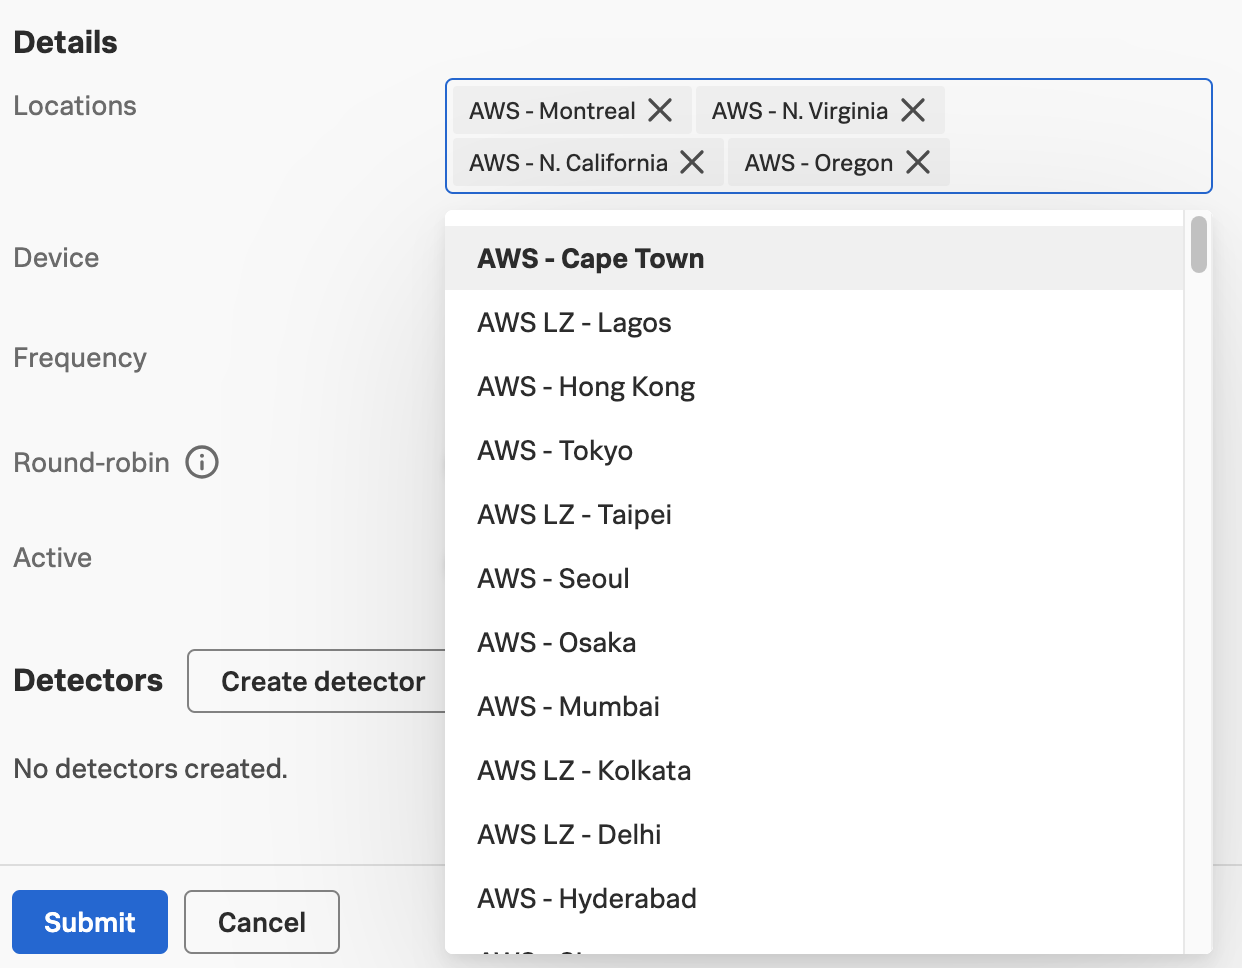 Details
Locations
AWS - Montreal
AWS - N. Virginia
AWS - N. California
AWS - Oregon
Device
Frequency
Round-robin
Active
AWS - Cape Town
AWS LZ - Lagos
AWS - Hong Kong
AWS - Tokyo
AWS LZ - Taipei
AWS - Seoul
AWS - Osaka
AWS - Mumbai
AWS LZ - Kolkata
AWS LZ - Delhi
AWS - Hyderabad
Detectors
Create detector
No detectors created.
Submit
Cancel